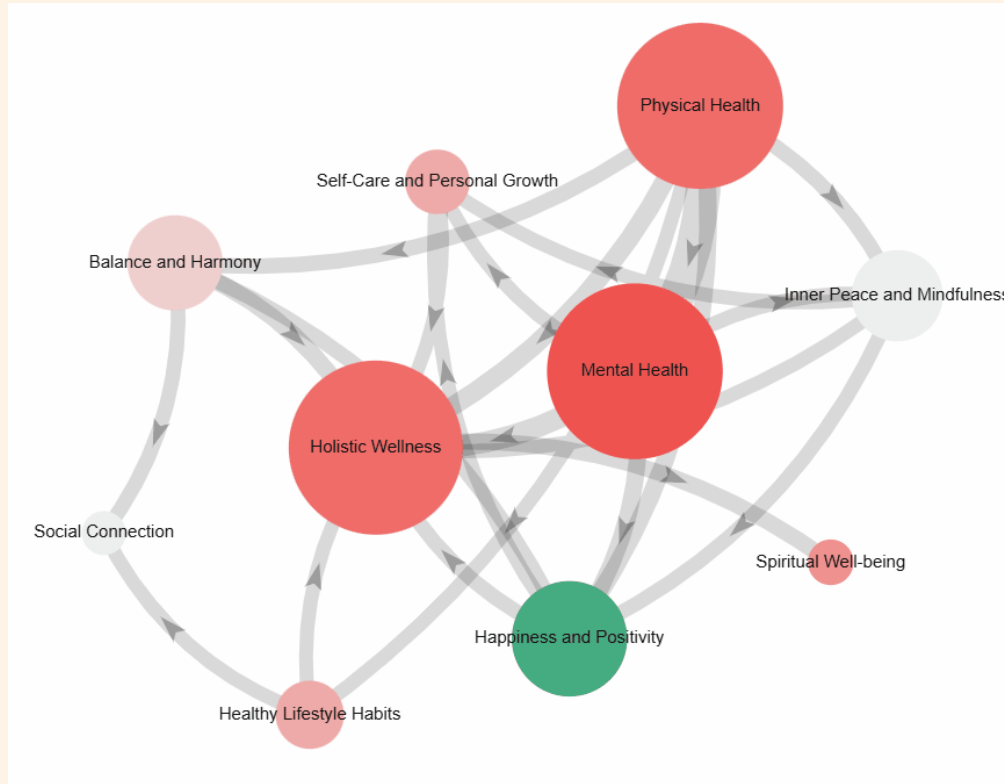 Physical Health
Self-Care and Personal Growth
Balance and Harmony
Inner Peace and Mindfulness
Mental Health
Holistic Wellness
Social Connection
Spiritual Well-being
Happiness and Positivity
Healthy Lifestyle Habits